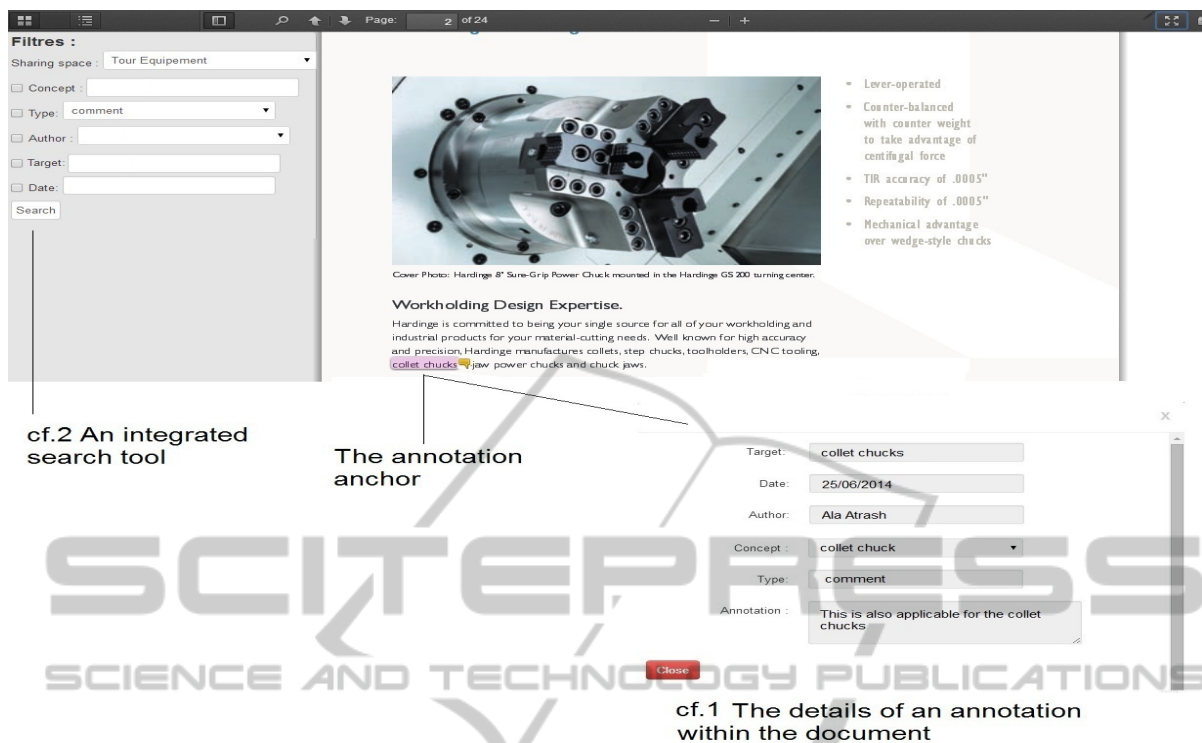 Page: 2 of 24
Filtres :
Sharing space : Tour Equipement
Concept :
Type: comment
Author :
Target:
Date:
Search
- Lever-operated
- Counter-balanced
with counter weight
to take advantage of
centifugal force
- TIR accuracy of .0005"
- Repeatability of .0005"
- Mechanical advantage
over wedge-style chucks
Cover Photo: Hardinge 8" Sure-Grip Power Chuck mounted in the Hardinge GS 200 turning center.
Workholding Design Expertise.
Hardinge is committed to being your single source for all of your workholding and
industrial products for your material-cutting needs. Well known for high accuracy
and precision, Hardinge manufactures collets, step chucks, toolholders, CNC tooling,
collet chucks -jaw power chucks and chuck jaws.
cf.2 An integrated
search tool
The annotation
anchor
x
Target: collet chucks
Date: 25/06/2014
Author: Ala Atrash
Concept : collet chuck
Type: comment
Annotation : This is also applicable for the collet
chucks
Close
cf.1 The details of an annotation
within the document
SCITEPRESS
SCIENCE AND TECHNOLOGY PUBLICATIONS